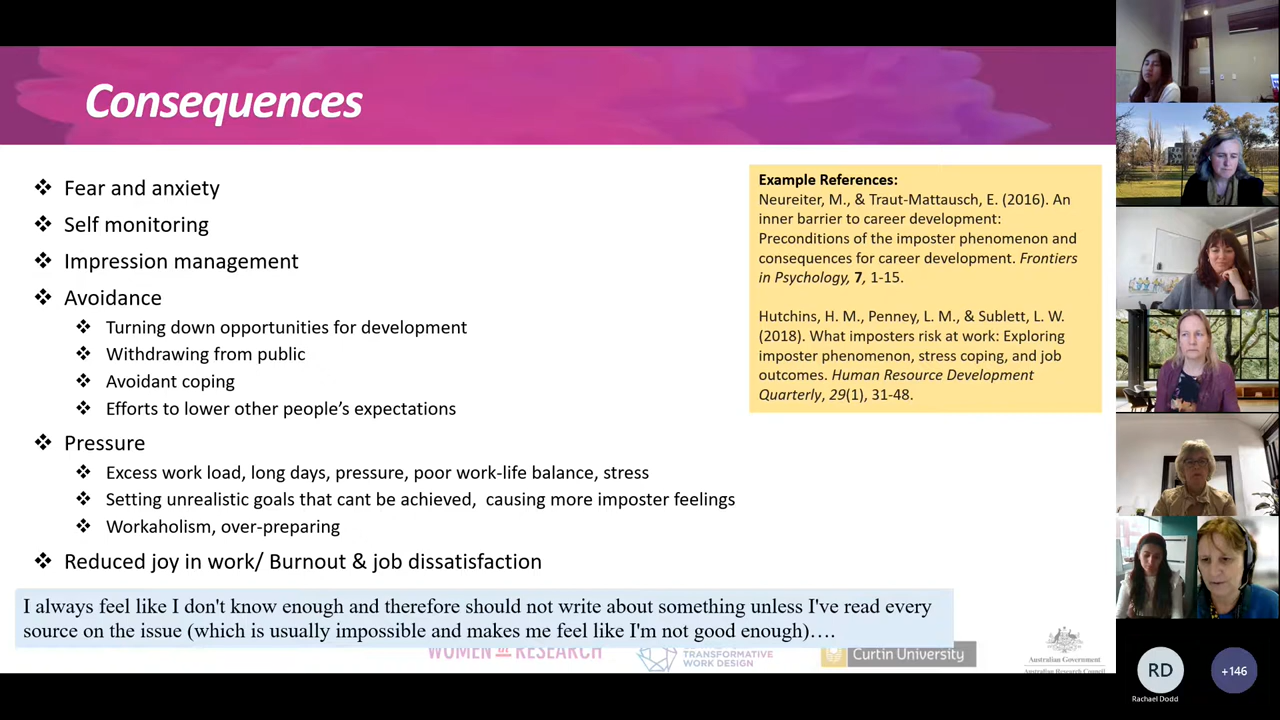 Consequences
❖ Fear and anxiety
❖ Self monitoring
❖ Impression management
❖ Avoidance
❖ Turning down opportunities for development
❖ Withdrawing from public
❖ Avoidant coping
❖ Efforts to lower other people's expectations
❖ Pressure
❖ Excess work load, long days, pressure, poor work-life balance, stress
❖ Setting unrealistic goals that cant be achieved, causing more imposter feelings
❖ Workaholism, over-preparing
❖ Reduced joy in work/ Burnout & job dissatisfaction
Example References:
Neureiter, M., & Traut-Mattausch, E. (2016). An
inner barrier to career development:
Preconditions of the imposter phenomenon and
consequences for career development. Frontiers
in Psychology, 7, 1-15.
Hutchins, H. M., Penney, L. M., & Sublett, L. W.
(2018). What imposters risk at work: Exploring
imposter phenomenon, stress coping, and job
outcomes. Human Resource Development
Quarterly, 29(1), 31-48.
I always feel like I don't know enough and therefore should not write about something unless I've read every
source on the issue (which is usually impossible and makes me feel like I'm not good enough)….
WOMEN IN RESEARCH
TRANSFORMATIVE
WORK DESIGN
Curtin University
Australian Government
Australian Research Council
RD
+146
Rachael Dodd